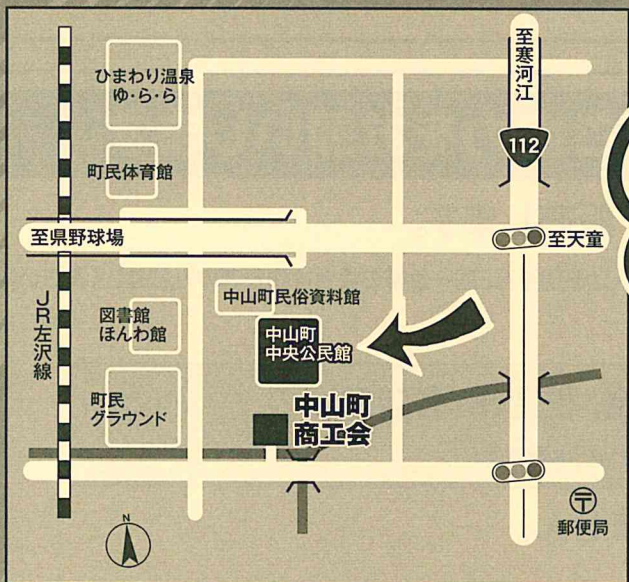 ひまわり温泉
ゆ・ら・ら
町民体育館
至寒河江
112
至県野球場
至天童
JR左沢線
図書館
ほんわ館
中山町民俗資料館
中山町
中央公民館
町民
グラウンド
中山町
商工会
N
〒
郵便局